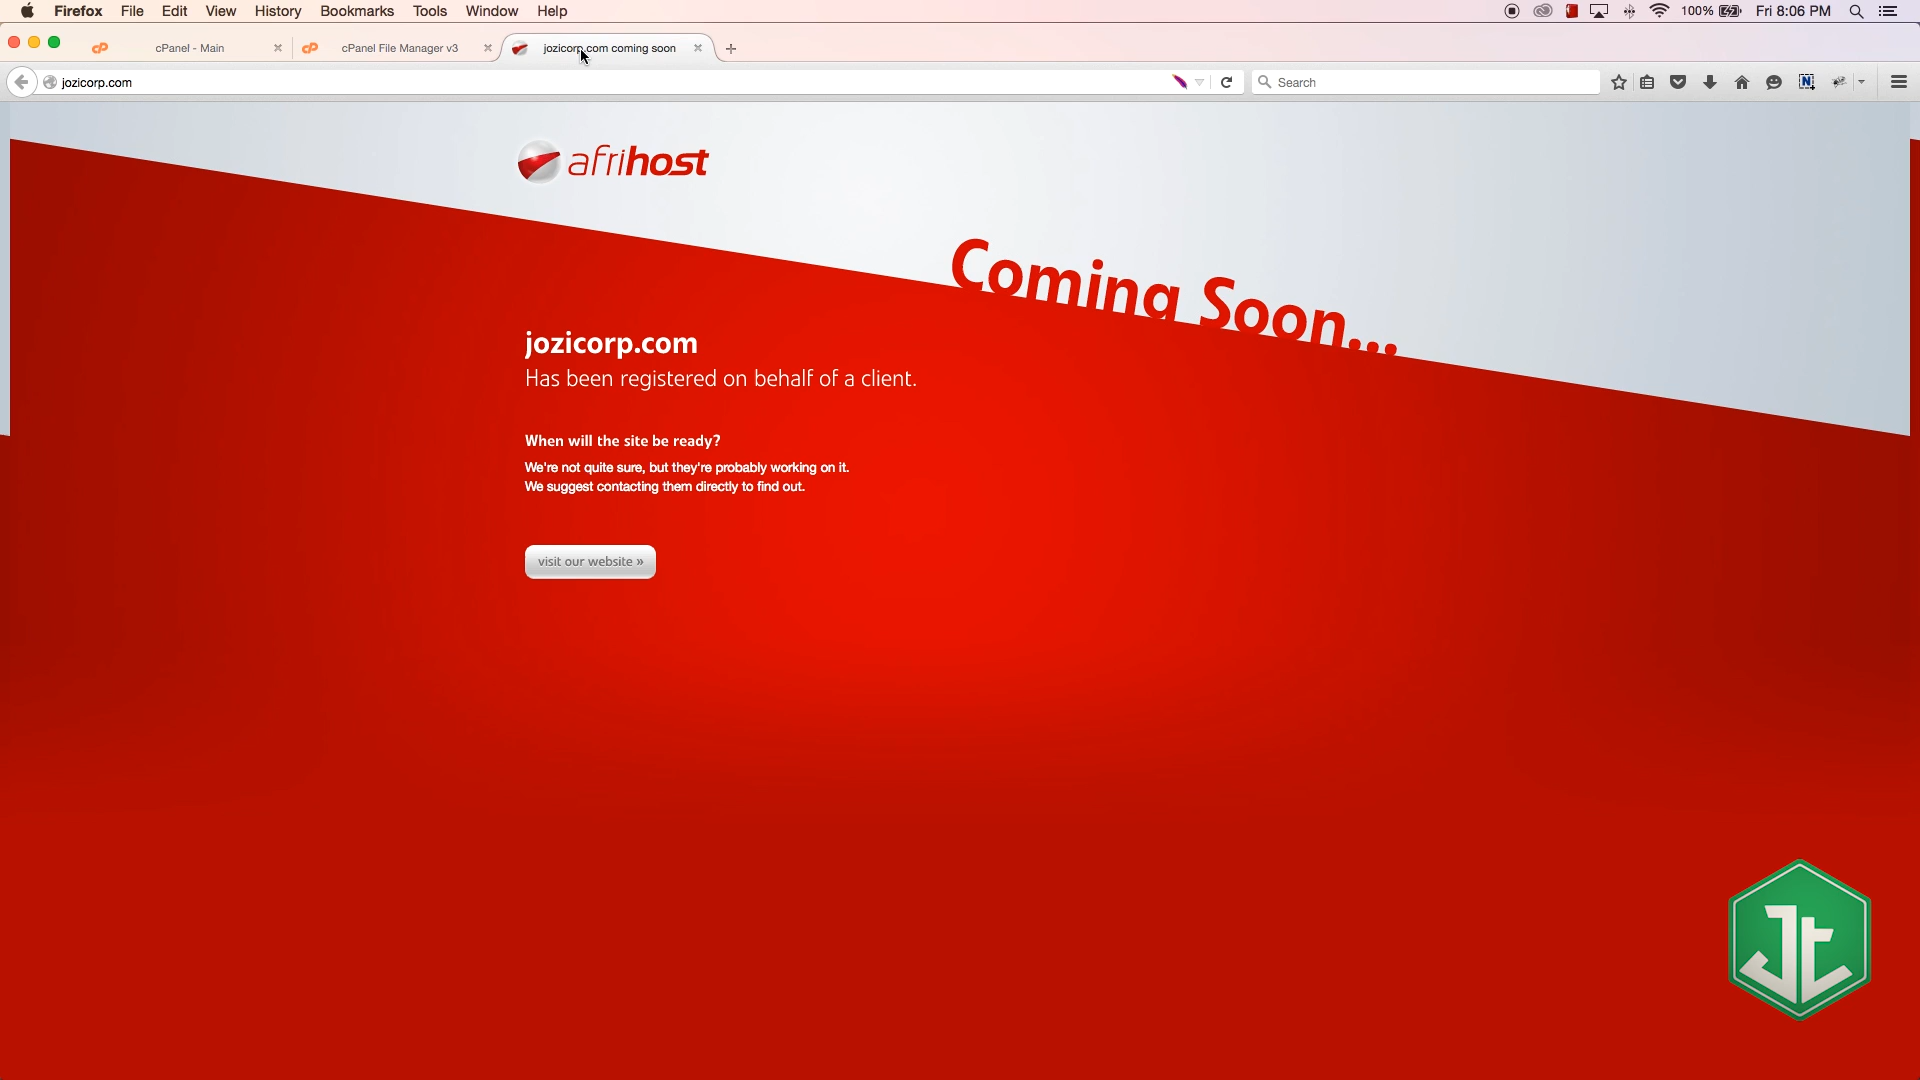 Firefox File Edit View History Bookmarks Tools Window Help 100% Fri 8:06 PM
cPanel - Main cPanel File Manager v3 jozicorp.com coming soon
jozicorp.com Search
afrihost
Coming Soon...
jozicorp.com
Has been registered on behalf of a client.
When will the site be ready?
We're not quite sure, but they're probably working on it.
We suggest contacting them directly to find out.
visit our website »
Jt